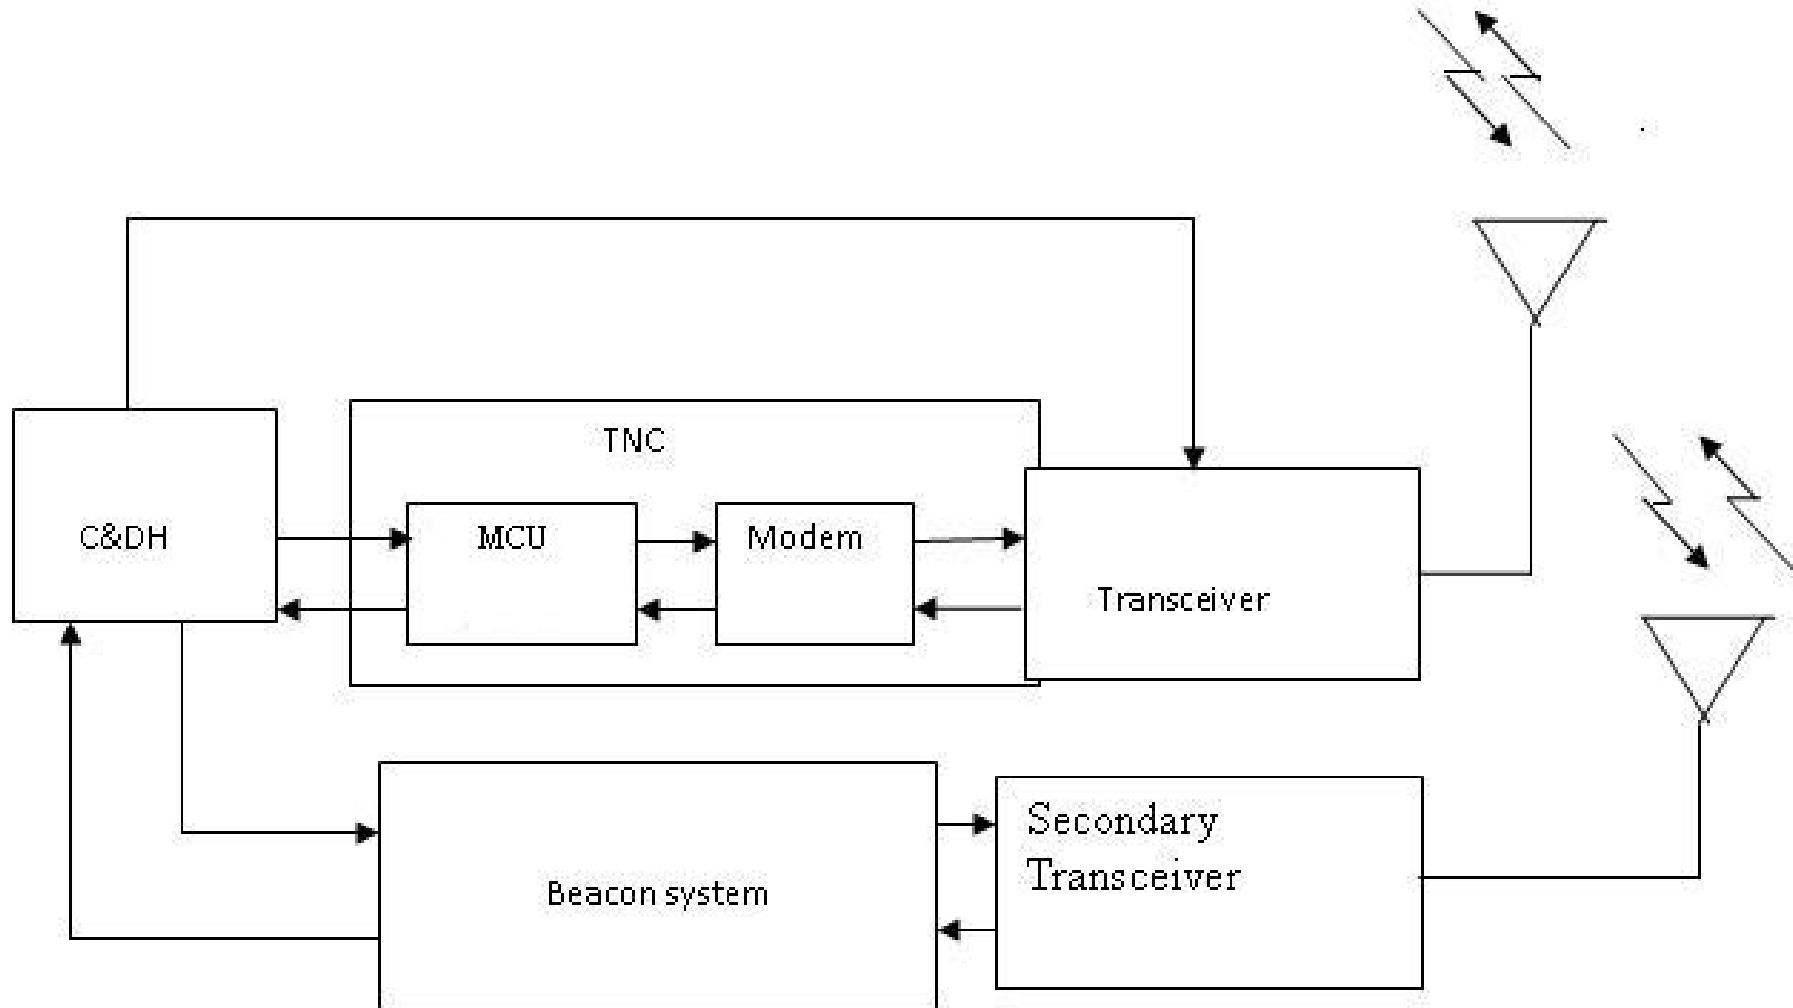 TNC
C&DH
MCU
Modem
Transceiver
Secondary
Transceiver
Beacon system